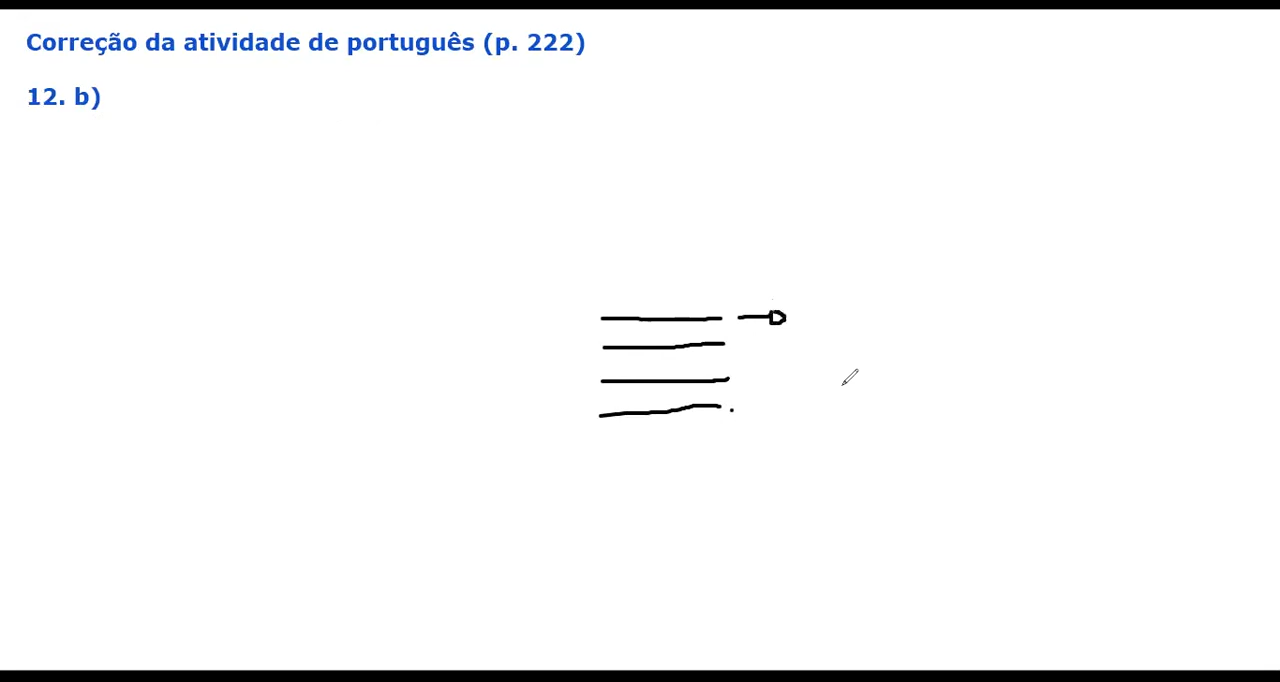 Correção da atividade de português (p. 222)
12. b)